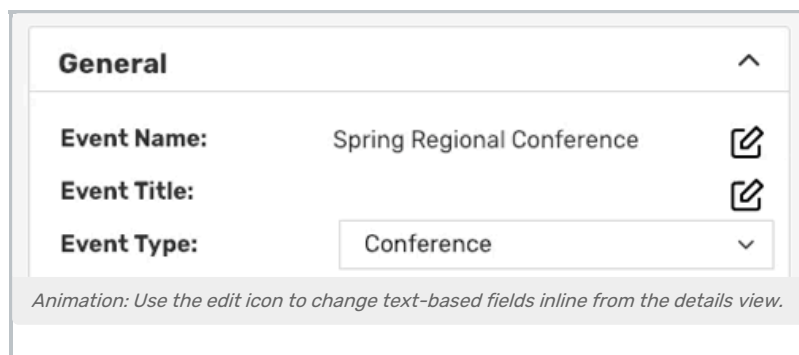 General
Event Name: Spring Regional Conference
Event Title:
Event Type: Conference
Animation: Use the edit icon to change text-based fields inline from the details view.